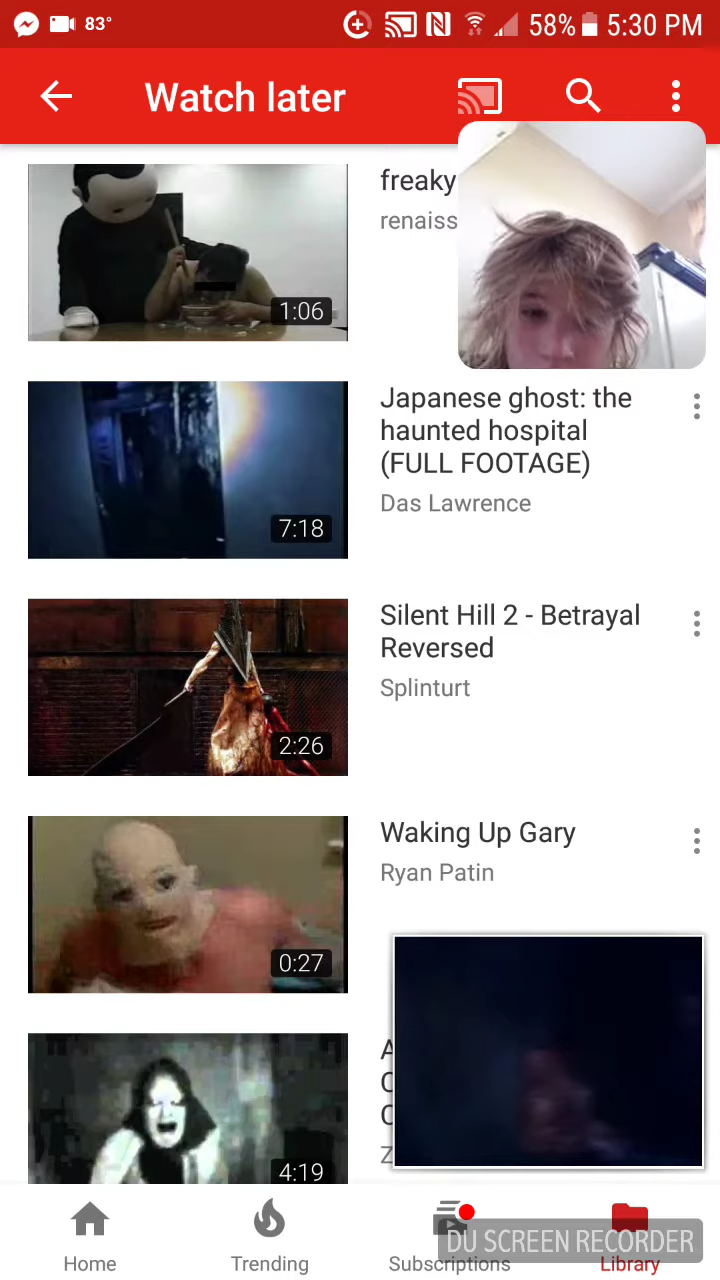 83°
58%
5:30 PM
Watch later
freaky
renaiss
1:06
Japanese ghost: the
haunted hospital
(FULL FOOTAGE)
Das Lawrence
7:18
Silent Hill 2 - Betrayal
Reversed
Splinturt
2:26
Waking Up Gary
Ryan Patin
0:27
4:19
Home
Trending
Subscriptions
Library
DU SCREEN RECORDER